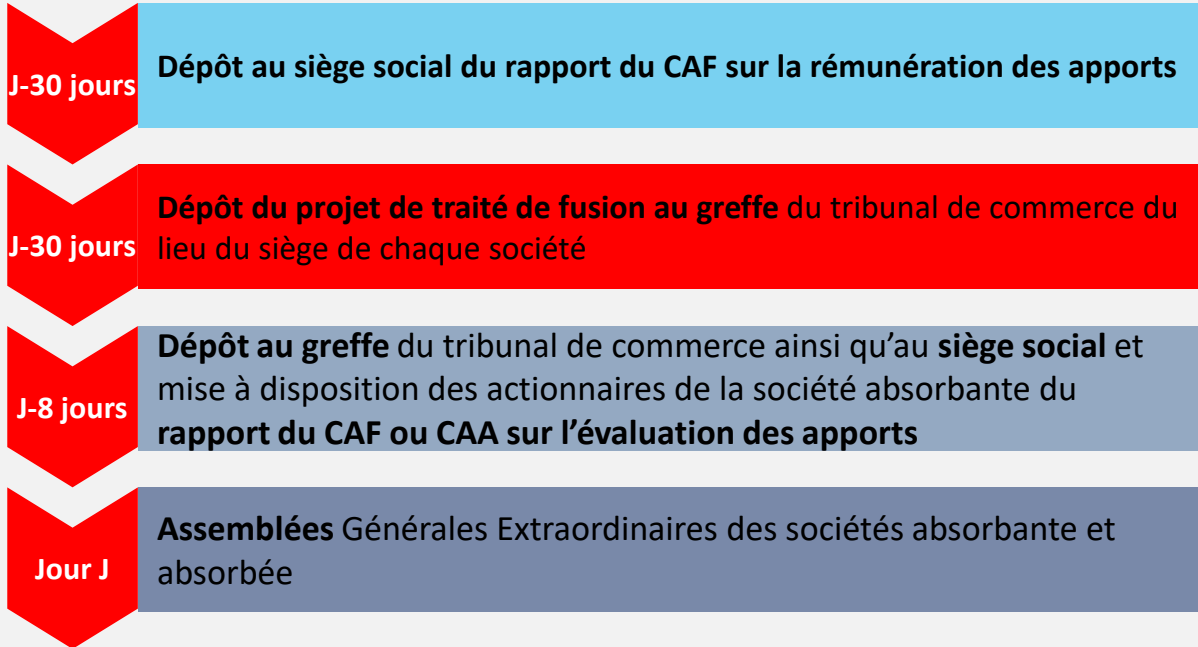 J-30 jours
Dépôt au siège social du rapport du CAF sur la rémunération des apports
J-30 jours
Dépôt du projet de traité de fusion au greffe du tribunal de commerce du
lieu du siège de chaque société
J-8 jours
Dépôt au greffe du tribunal de commerce ainsi qu’au siège social et
mise à disposition des actionnaires de la société absorbante du
rapport du CAF ou CAA sur l’évaluation des apports
Jour J
Assemblées Générales Extraordinaires des sociétés absorbante et
absorbée